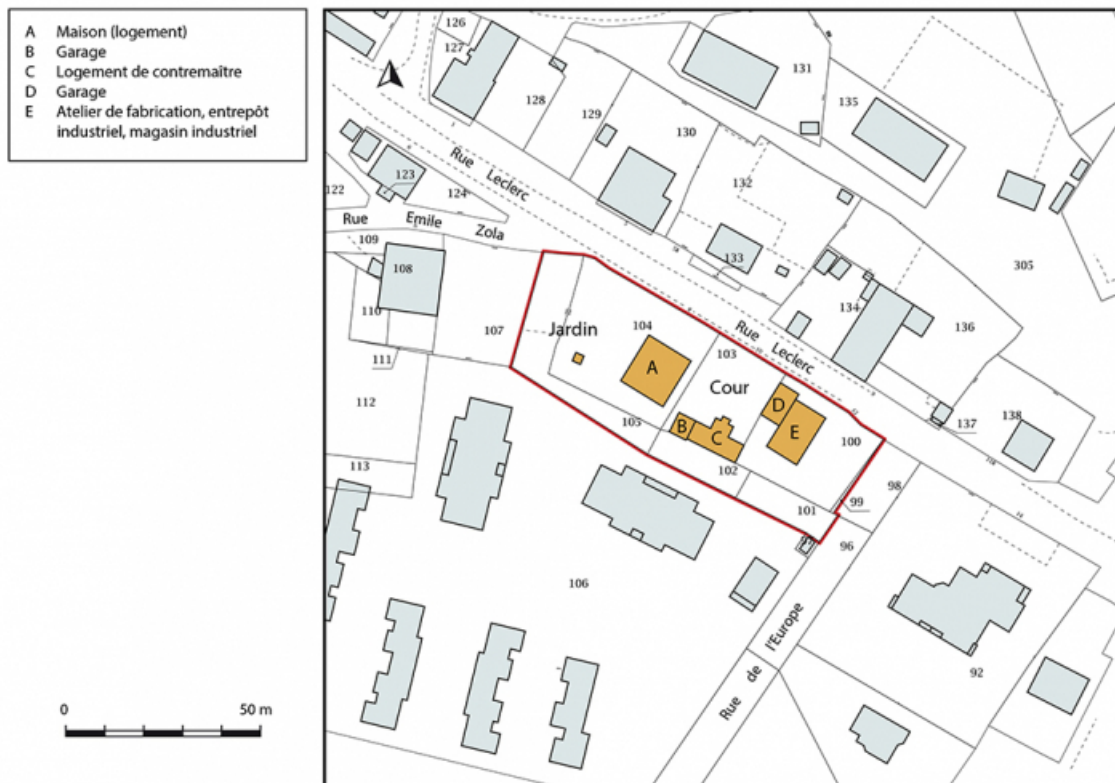 A Maison (logement)
B Garage
C Logement de contremaître
D Garage
E Atelier de fabrication, entrepôt
industriel, magasin industriel
0 50 m
126
127
128
129
130
131
135
132
133
134
136
305
137
138
122
123
124
Rue Leclerc
Rue Emile Zola
109
108
110
107
111
112
113
Jardin
104
A
103
Cour
Rue Leclerc
D
E
B
C
105
102
100
101
99
98
96
106
Rue de l'Europe
92